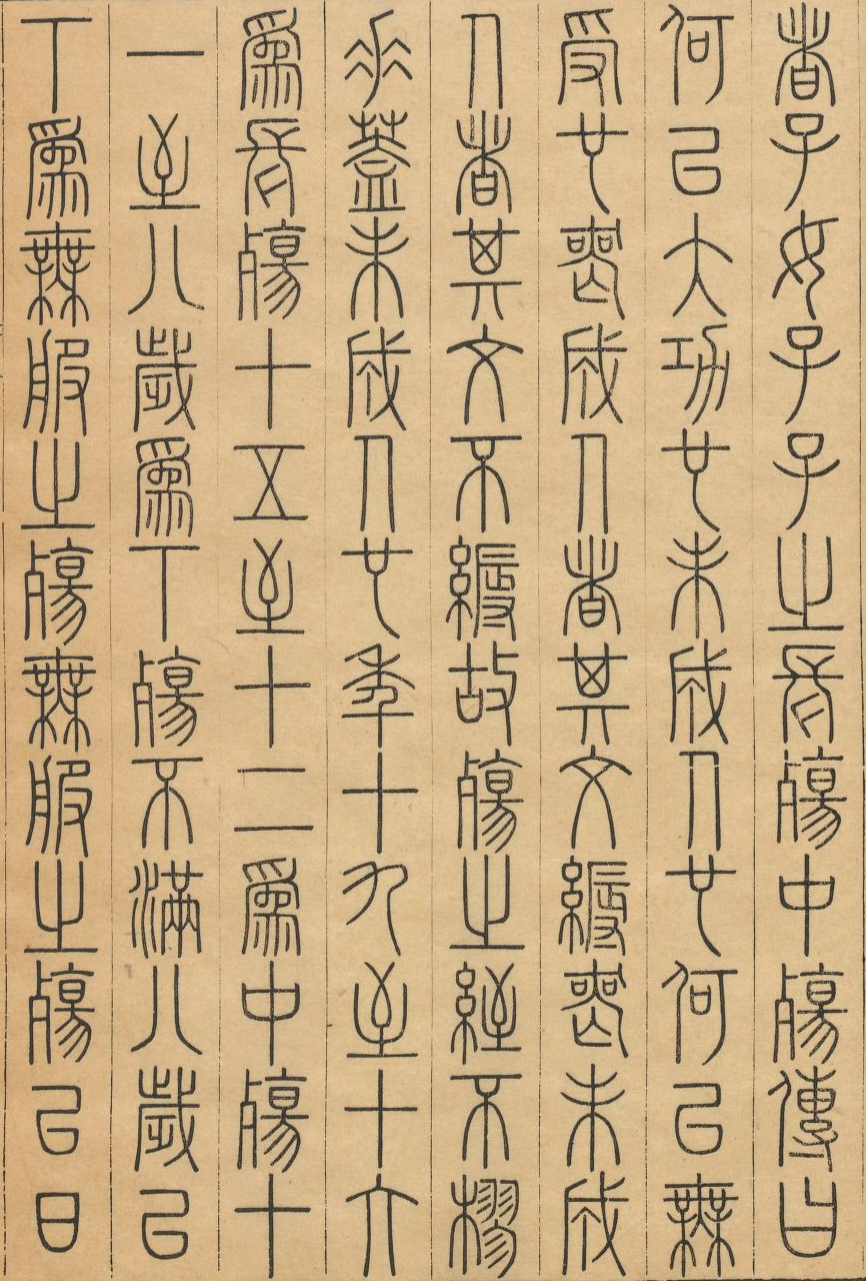 者子女子子之長殤中殤傳曰
何以大功也未成人也何以無
受也喪成人者其文縟喪未成
人者其文不縟故殤之絰不樛
垂蓋未成人也年十九至十六
為長殤十五至十二為中殤十
一至八歲為下殤不滿八歲以
下為無服之殤無服之殤以日